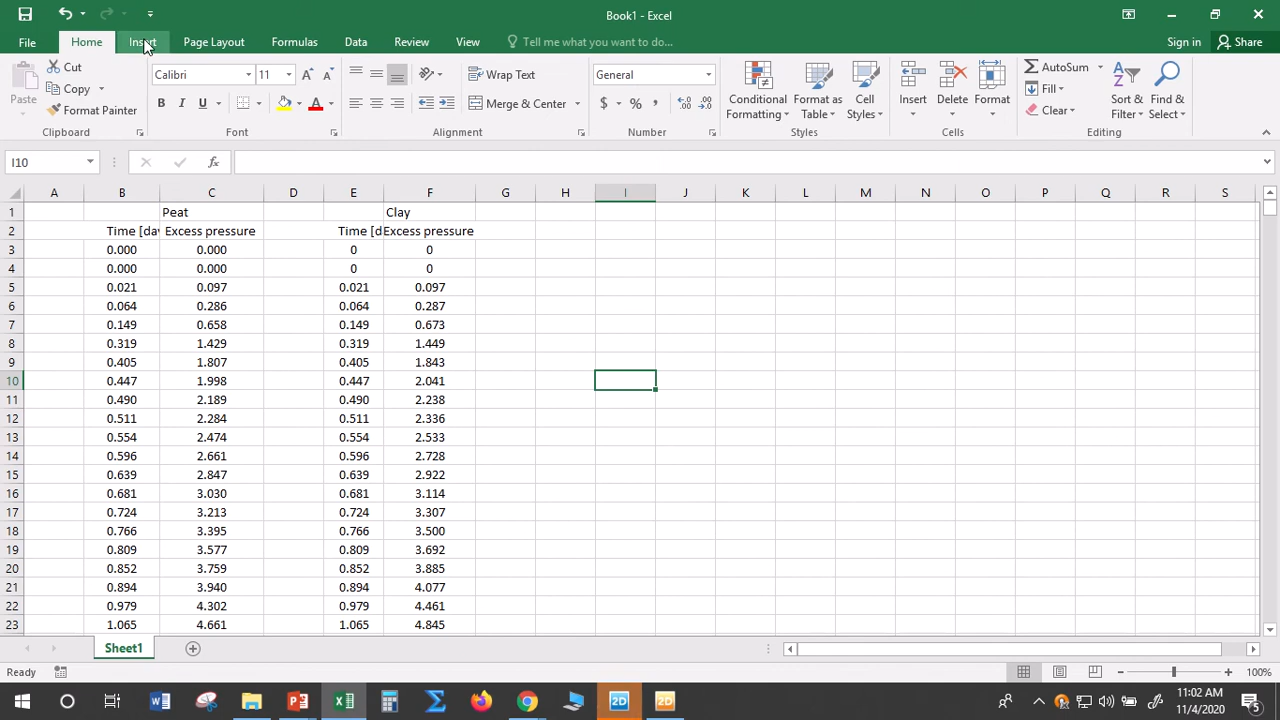 Book1 - Excel
File Home Insert Page Layout Formulas Data Review View Tell me what you want to do... Sign in Share
Cut
Copy
Format Painter
Paste
Clipboard
Calibri 11
B I U A
Font
Wrap Text
Merge & Center
Alignment
General
$ % ,
Number
Conditional Formatting
Format as Table
Cell Styles
Styles
Insert Delete Format
Cells
AutoSum
Fill
Clear
Sort & Filter
Find & Select
Editing
I10 fx
A B C D E F G H I J K L M N O P Q R S
1 Peat Clay
2 Time [day Excess pressure Time [d Excess pressure
3 0.000 0.000 0 0
4 0.000 0.000 0 0
5 0.021 0.097 0.021 0.097
6 0.064 0.286 0.064 0.287
7 0.149 0.658 0.149 0.673
8 0.319 1.429 0.319 1.449
9 0.405 1.807 0.405 1.843
10 0.447 1.998 0.447 2.041
11 0.490 2.189 0.490 2.238
12 0.511 2.284 0.511 2.336
13 0.554 2.474 0.554 2.533
14 0.596 2.661 0.596 2.728
15 0.639 2.847 0.639 2.922
16 0.681 3.030 0.681 3.114
17 0.724 3.213 0.724 3.307
18 0.766 3.395 0.766 3.500
19 0.809 3.577 0.809 3.692
20 0.852 3.759 0.852 3.885
21 0.894 3.940 0.894 4.077
22 0.979 4.302 0.979 4.461
23 1.065 4.661 1.065 4.845
Sheet1
Ready 100%
11:02 AM
11/4/2020
5